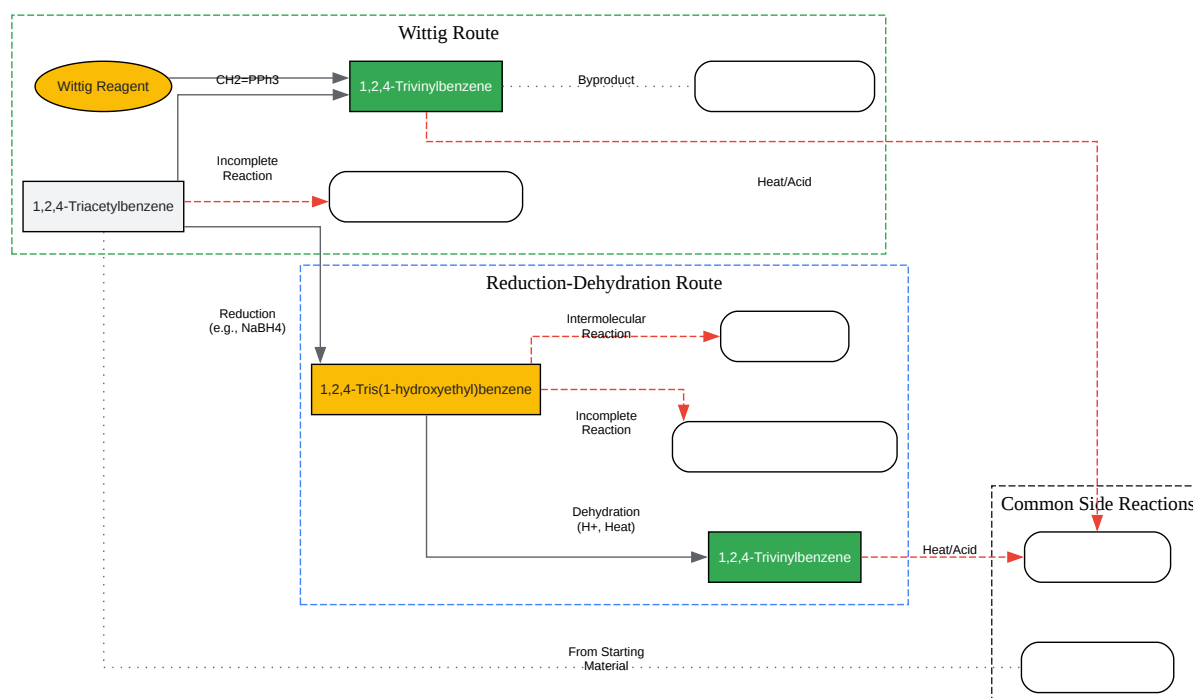 Wittig Route
Wittig Reagent
CH2=PPh3
1,2,4-Trivinylbenzene
Byproduct
Incomplete
Reaction
Heat/Acid
1,2,4-Triacetylbenzene
Reduction-Dehydration Route
Reduction
(e.g., NaBH4)
Intermolecular
Reaction
1,2,4-Tris(1-hydroxyethyl)benzene
Incomplete
Reaction
Common Side Reactions
Dehydration
(H+, Heat)
1,2,4-Trivinylbenzene
Heat/Acid
From Starting
Material